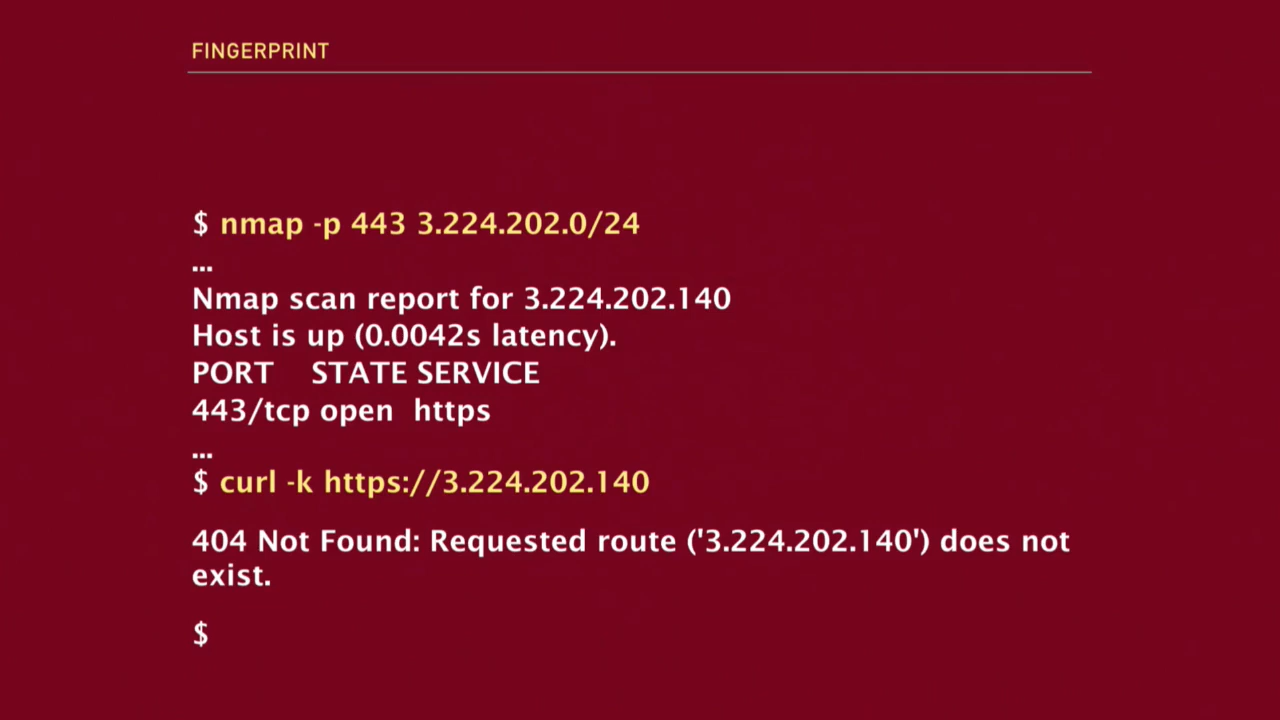 FINGERPRINT
$ nmap -p 443 3.224.202.0/24
...
Nmap scan report for 3.224.202.140
Host is up (0.0042s latency).
PORT STATE SERVICE
443/tcp open https
...
$ curl -k https://3.224.202.140
404 Not Found: Requested route ('3.224.202.140') does not
exist.
$